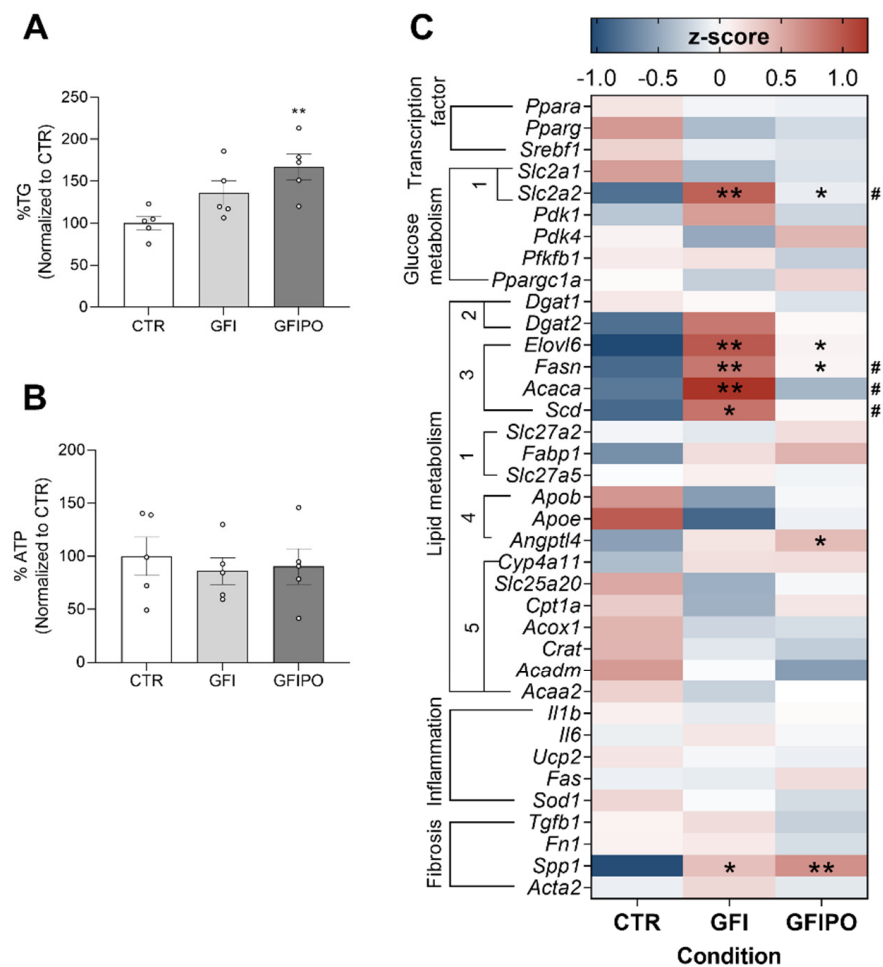 A
%TG
(Normalized to CTR)
250
200
150
100
50
0
**
CTR GFI GFIPO
B
% ATP
(Normalized to CTR)
200
150
100
50
0
CTR GFI GFIPO
C
z-score
-1.0 -0.5 0 0.5 1.0
Transcription
factor
Ppara
Pparg
Srebf1
Glucose
metabolism
1
Slc2a1
Slc2a2 ** * #
Pdk1
Pdk4
Pfkfb1
Ppargc1a
Lipid metabolism
2
Dgat1
Dgat2
3
Elovl6 ** *
Fasn ** * #
Acaca ** #
Scd * #
1
Slc27a2
Fabp1
Slc27a5
4
Apob
Apoe
Angptl4 *
5
Cyp4a11
Slc25a20
Cpt1a
Acox1
Crat
Acadm
Acaa2
Inflammation
Il1b
Il6
Ucp2
Fas
Sod1
Fibrosis
Tgfb1
Fn1
Spp1 * **
Acta2
CTR GFI GFIPO
Condition